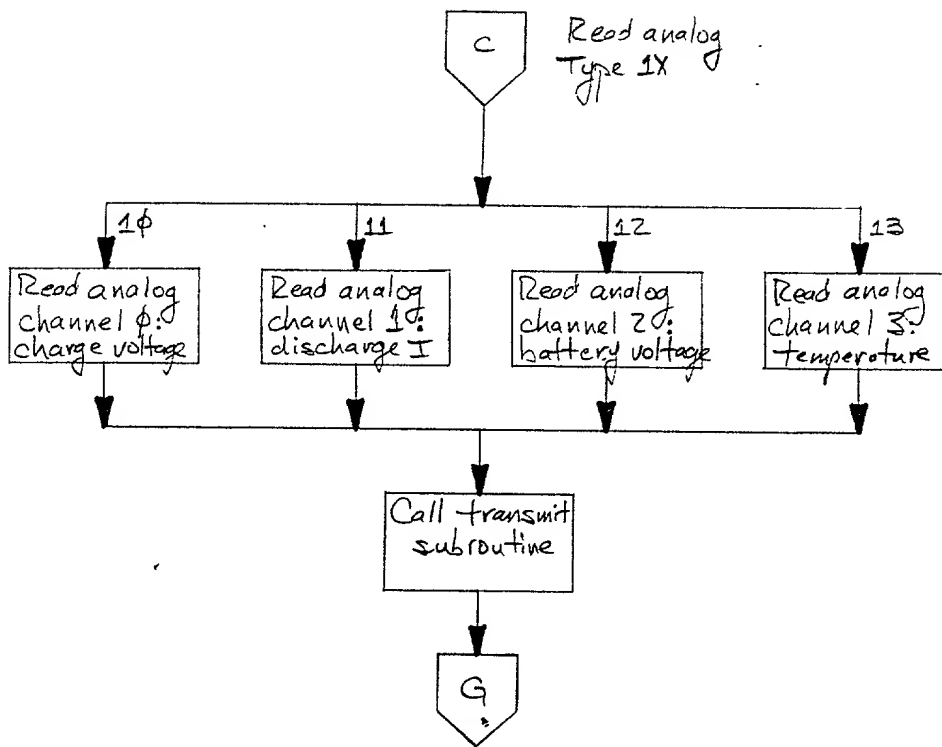 C
Read analog
Type 1X
1φ
11
12
13
Read analog
channel φ:
charge voltage
Read analog
channel 1:
discharge I
Read analog
channel 2:
battery voltage
Read analog
channel 3:
temperature
Call transmit
subroutine
G